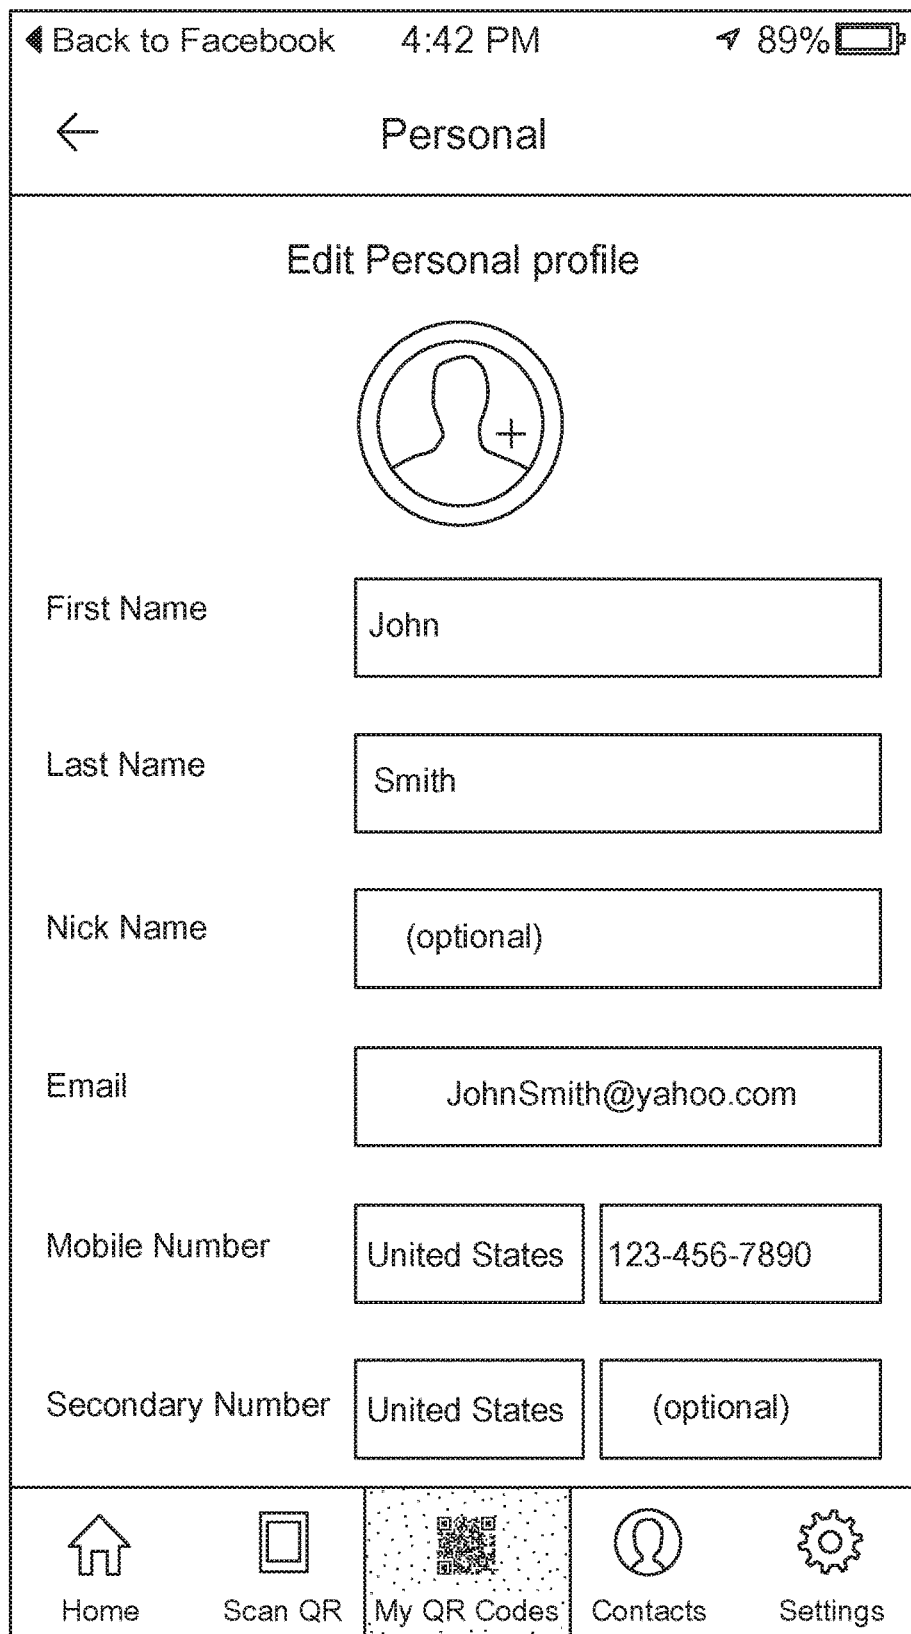 Back to Facebook 4:42 PM 89%
Personal
Edit Personal profile
First Name John
Last Name Smith
Nick Name (optional)
Email JohnSmith@yahoo.com
Mobile Number United States 123-456-7890
Secondary Number United States (optional)
Home Scan QR My QR Codes Contacts Settings